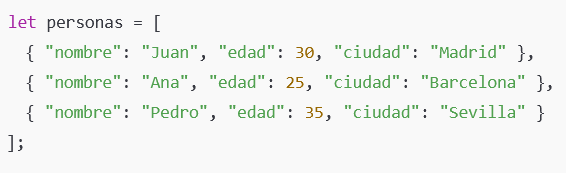 let personas = [
{ "nombre": "Juan", "edad": 30, "ciudad": "Madrid" },
{ "nombre": "Ana", "edad": 25, "ciudad": "Barcelona" },
{ "nombre": "Pedro", "edad": 35, "ciudad": "Sevilla" }
];